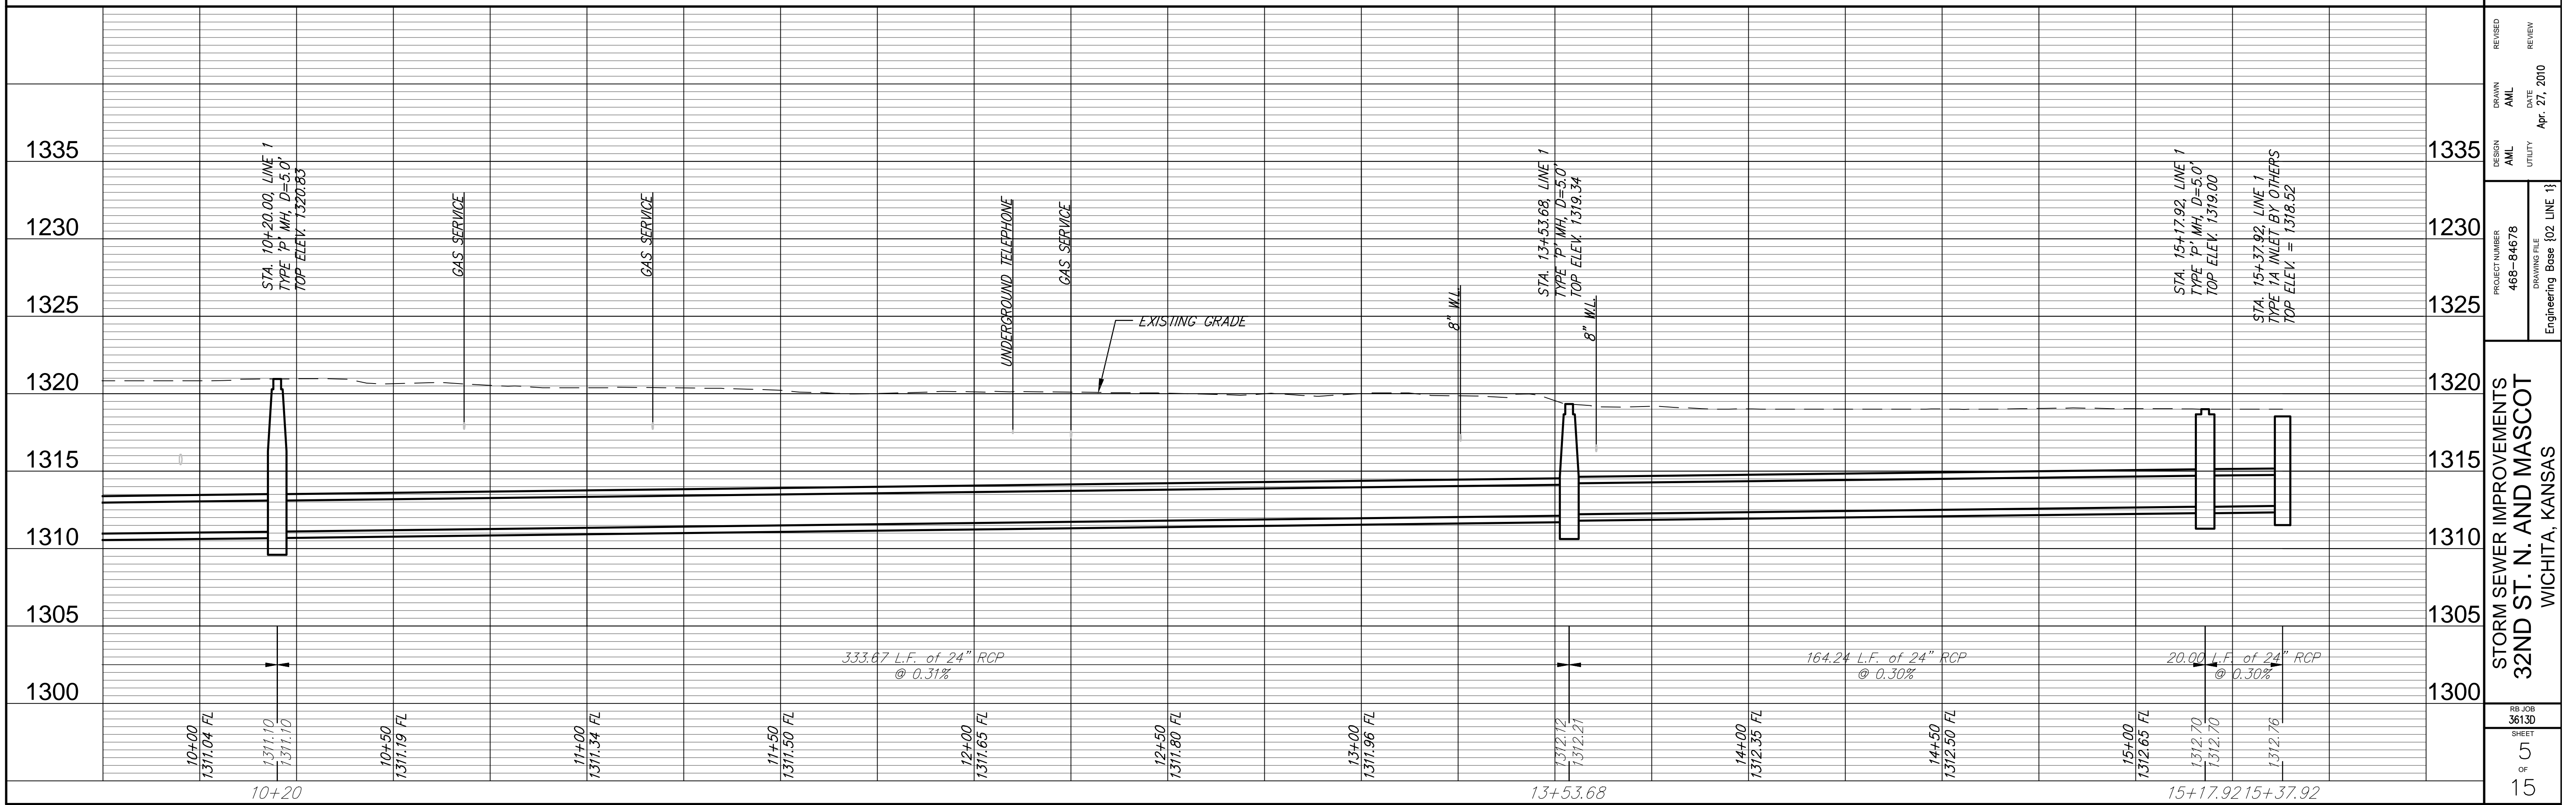 1335
1230
1325
1320
1315
1310
1305
1300
1335
1230
1325
1320
1315
1310
1305
1300
STA. 10+20.00, LINE 1
TYPE 'P' MH, D=5.0'
TOP ELEV. 1320.83
GAS SERVICE
GAS SERVICE
UNDERGROUND TELEPHONE
GAS SERVICE
EXISTING GRADE
8" W.L.
STA. 13+53.68, LINE 1
TYPE 'P' MH, D=5.0'
TOP ELEV. 1319.34
8" W.L.
STA. 15+17.92, LINE 1
TYPE 'P' MH, D=5.0'
TOP ELEV. 1319.00
STA. 15+37.92, LINE 1
TYPE 1A INLET BY OTHERS
TOP ELEV. = 1318.52
333.67 L.F. of 24" RCP
@ 0.31%
164.24 L.F. of 24" RCP
@ 0.30%
20.00 L.F. of 24" RCP
@ 0.30%
10+00
1311.04 FL
1311.10
1311.10
10+50
1311.19 FL
11+00
1311.34 FL
11+50
1311.50 FL
12+00
1311.65 FL
12+50
1311.80 FL
13+00
1311.96 FL
1312.12
1312.21
14+00
1312.35 FL
14+50
1312.50 FL
15+00
1312.65 FL
1312.70
1312.70
1312.76
10+20
13+53.68
15+17.92
15+37.92
DESIGN
AML
DRAWN
AML
REVISED
UTILITY
DATE
Apr. 27, 2010
REVIEW
PROJECT NUMBER
468-84678
DRAWING FILE
Engineering Base {02 LINE 1}
STORM SEWER IMPROVEMENTS
32ND ST. N. AND MASCOT
WICHITA, KANSAS
RB JOB
3613D
SHEET
5
OF
15